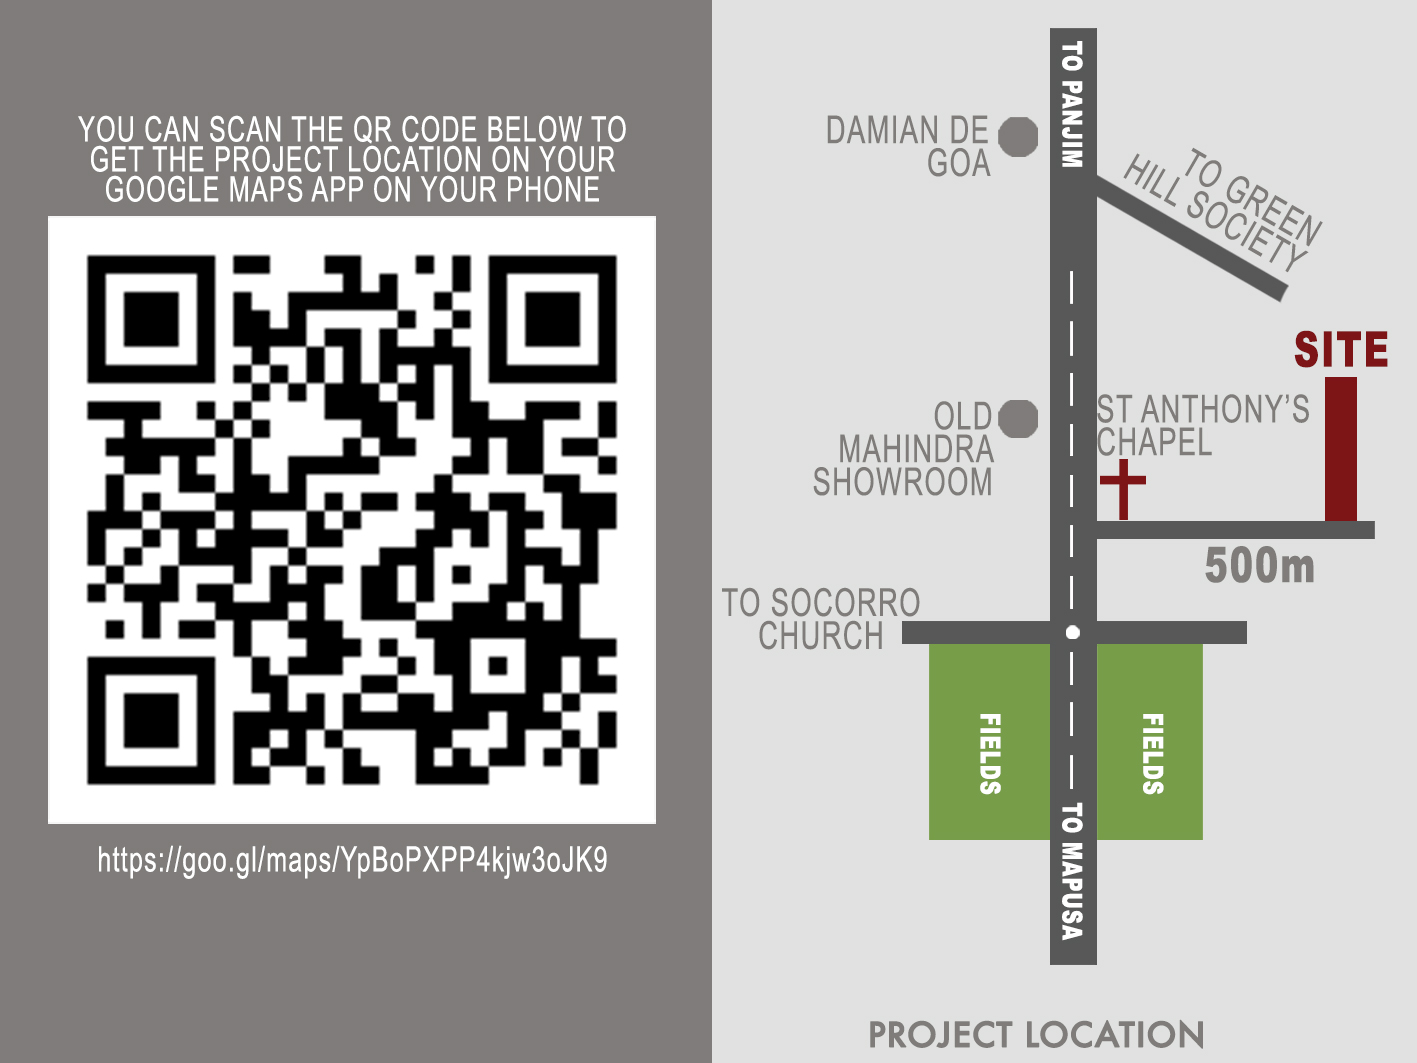 YOU CAN SCAN THE QR CODE BELOW TO
GET THE PROJECT LOCATION ON YOUR
GOOGLE MAPS APP ON YOUR PHONE
https://goo.gl/maps/YpBoPXPP4kjw3oJK9
TO PANJIM
DAMIAN DE
GOA
TO GREEN
HILL SOCIETY
SITE
OLD
MAHINDRA
SHOWROOM
ST ANTHONY'S
CHAPEL
500m
TO SOCORRO
CHURCH
FIELDS
FIELDS
TO MAPUSA
PROJECT LOCATION